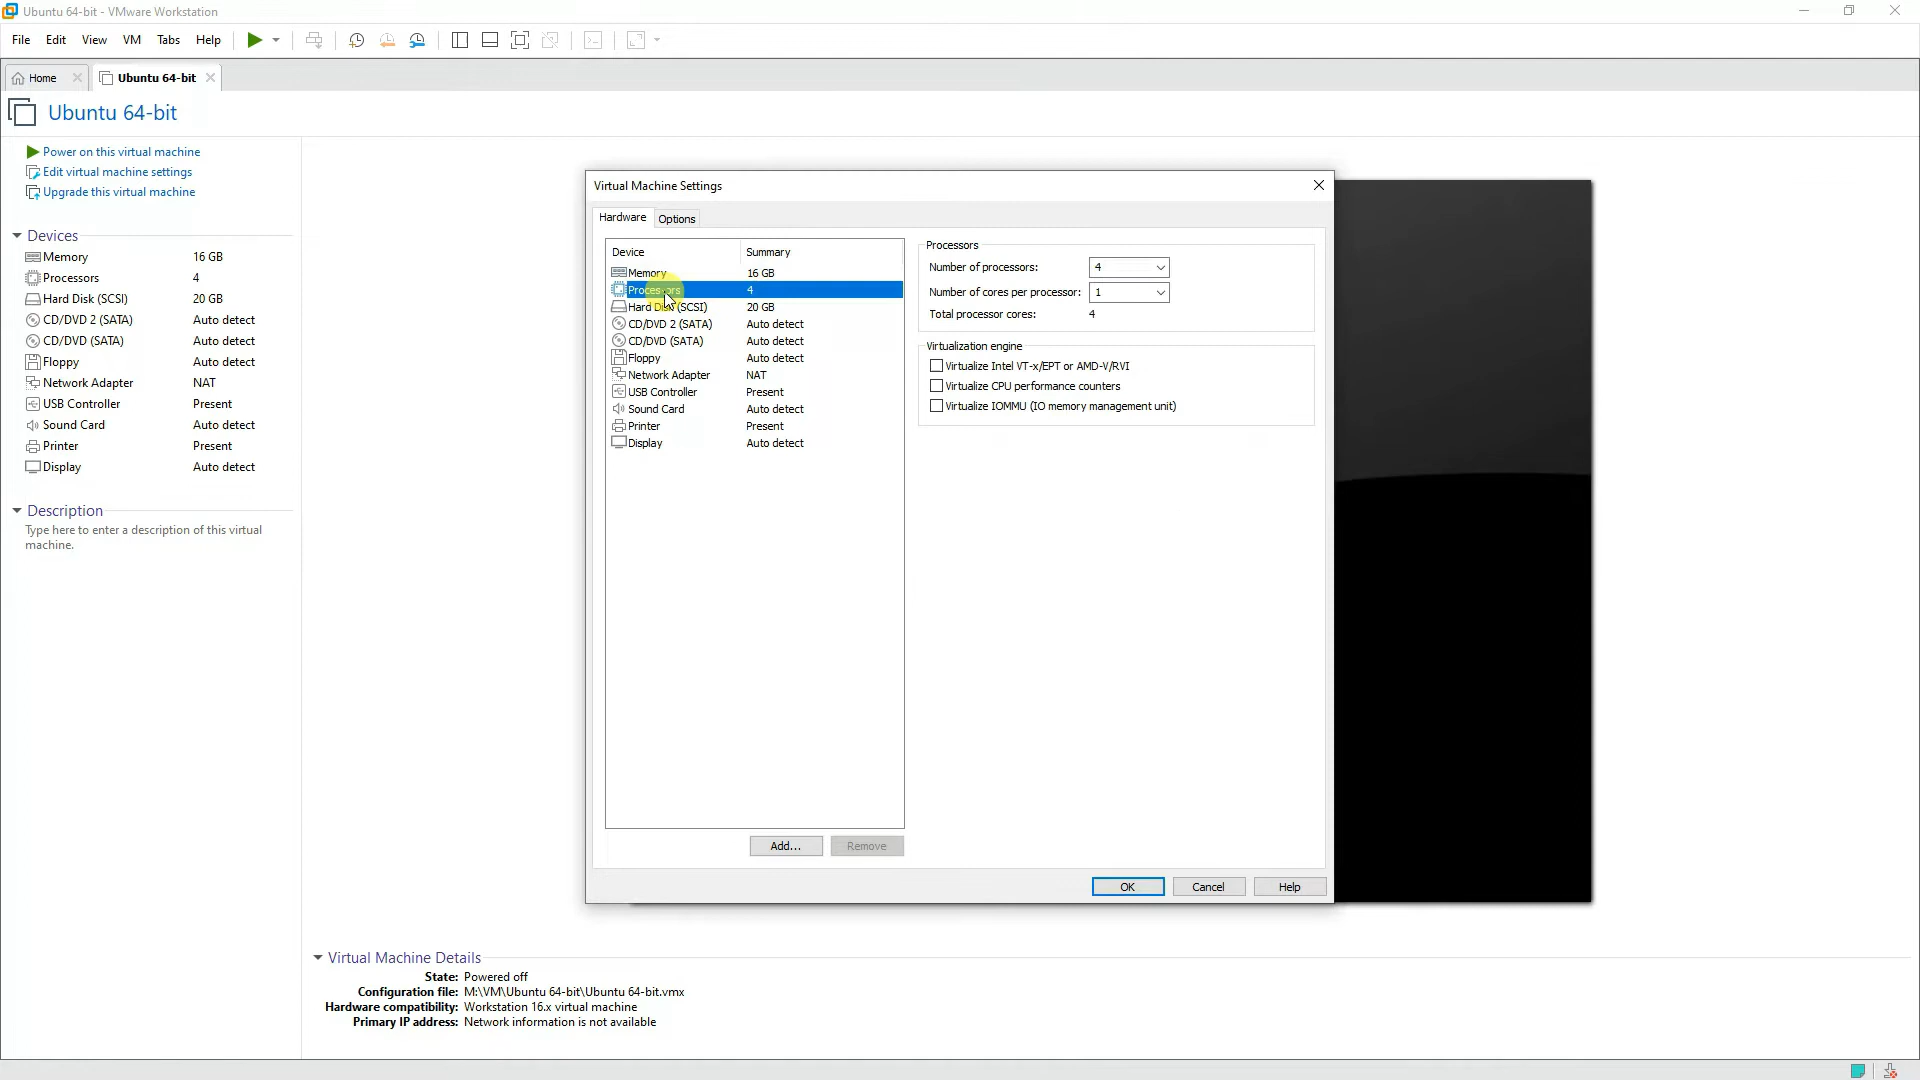 Ubuntu 64-bit - VMware Workstation
File Edit View VM Tabs Help
Home
Ubuntu 64-bit
Ubuntu 64-bit
Power on this virtual machine
Edit virtual machine settings
Upgrade this virtual machine
Devices
Memory 16 GB
Processors 4
Hard Disk (SCSI) 20 GB
CD/DVD 2 (SATA) Auto detect
CD/DVD (SATA) Auto detect
Floppy Auto detect
Network Adapter NAT
USB Controller Present
Sound Card Auto detect
Printer Present
Display Auto detect
Description
Type here to enter a description of this virtual
machine.
Virtual Machine Settings
Hardware Options
Device Summary
Memory 16 GB
Processors 4
Hard Disk (SCSI) 20 GB
CD/DVD 2 (SATA) Auto detect
CD/DVD (SATA) Auto detect
Floppy Auto detect
Network Adapter NAT
USB Controller Present
Sound Card Auto detect
Printer Present
Display Auto detect
Add... Remove
Processors
Number of processors: 4
Number of cores per processor: 1
Total processor cores: 4
Virtualization engine
Virtualize Intel VT-x/EPT or AMD-V/RVI
Virtualize CPU performance counters
Virtualize IOMMU (IO memory management unit)
OK Cancel Help
Virtual Machine Details
State: Powered off
Configuration file: M:\VM\Ubuntu 64-bit\Ubuntu 64-bit.vmx
Hardware compatibility: Workstation 16.x virtual machine
Primary IP address: Network information is not available